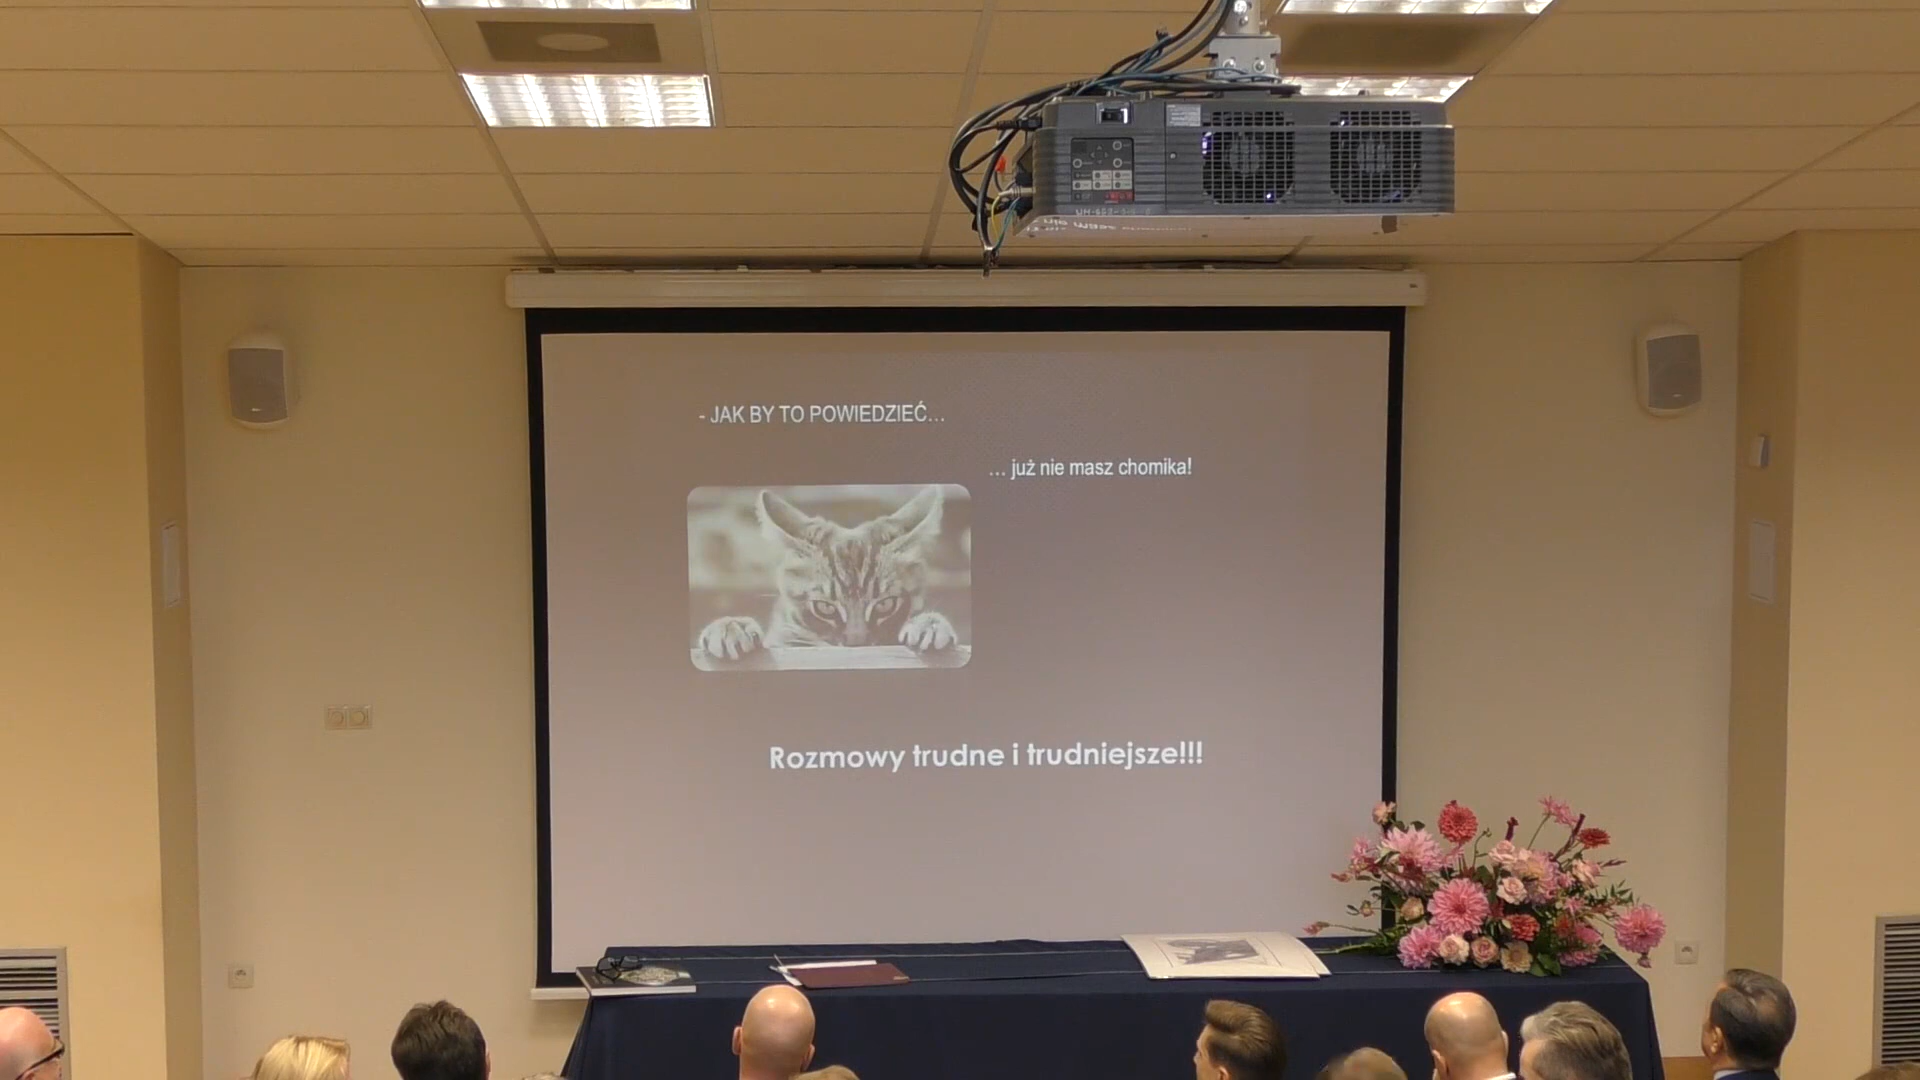 - JAK BY TO POWIEDZIEĆ...
... już nie masz chomika!
Rozmowy trudne i trudniejsze!!!